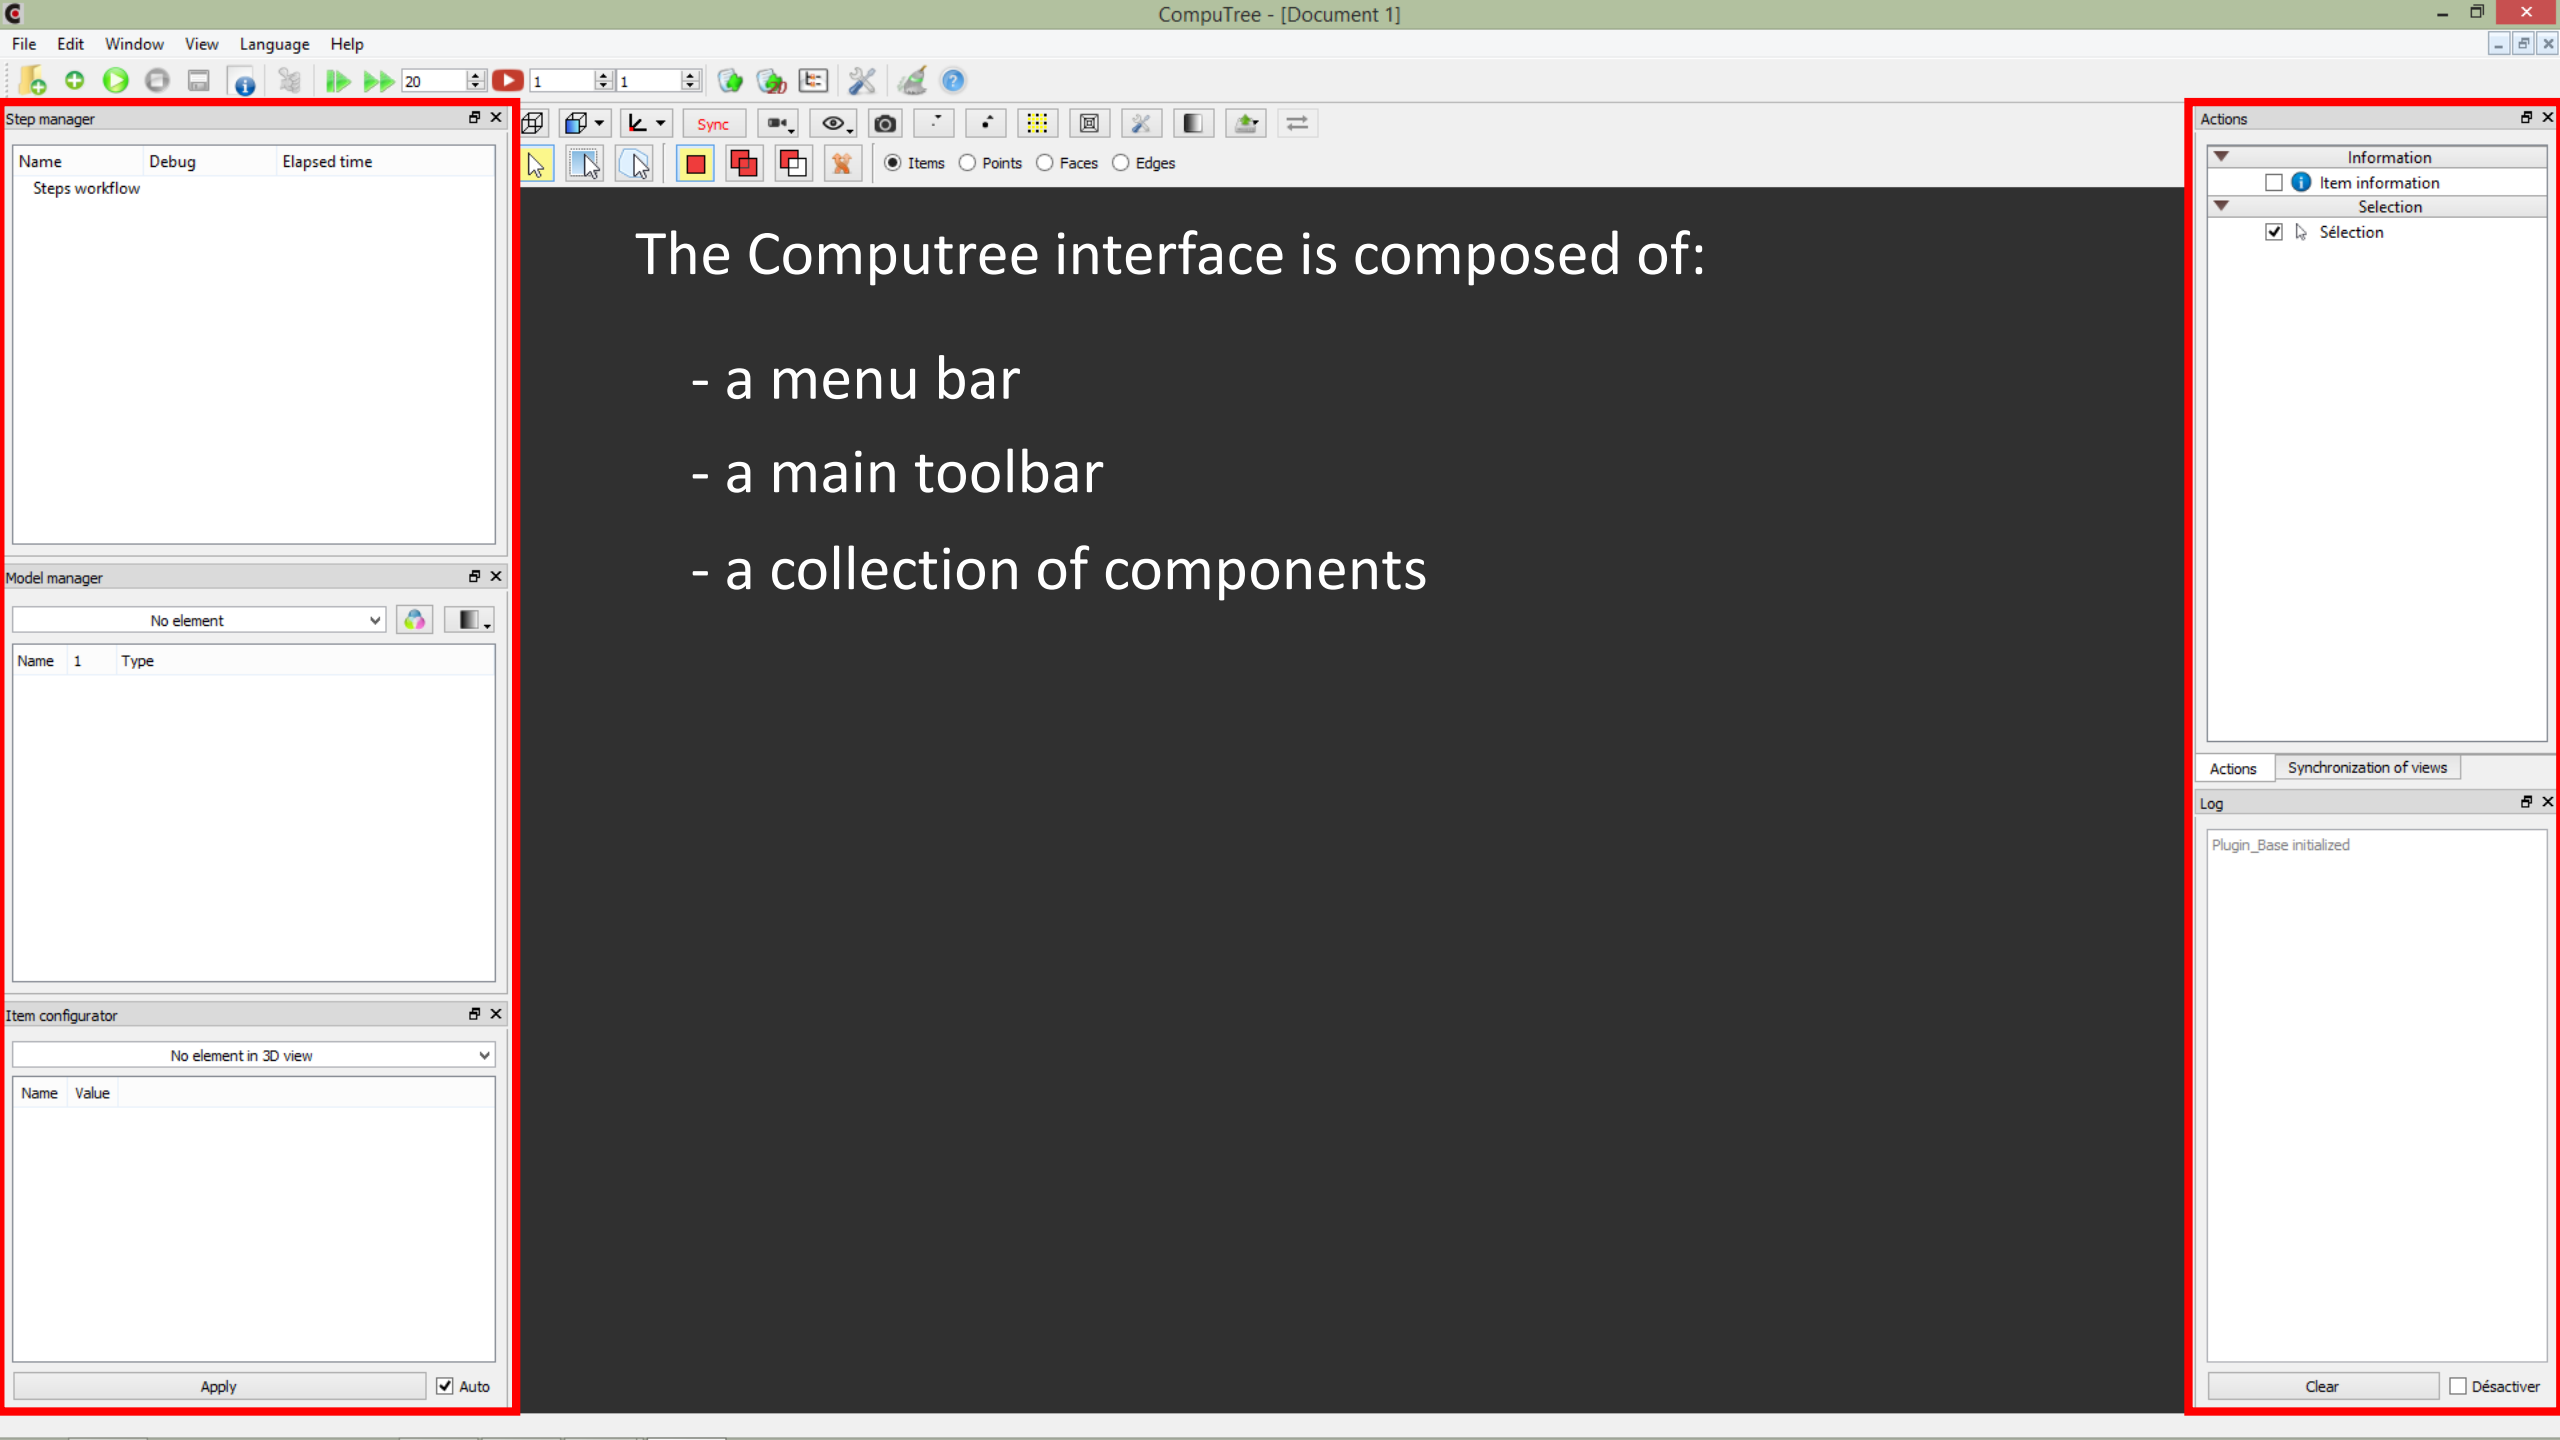 CompuTree - [Document 1]
File Edit Window View Language Help
20 1 1
Step manager
Name Debug Elapsed time
Steps workflow
Model manager
No element
Name 1 Type
Item configurator
No element in 3D view
Name Value
Apply Auto
Sync
Items Points Faces Edges
The Computree interface is composed of:
- a menu bar
- a main toolbar
- a collection of components
Actions
Information
Item information
Selection
Sélection
Actions Synchronization of views
Log
Plugin_Base initialized
Clear Désactiver